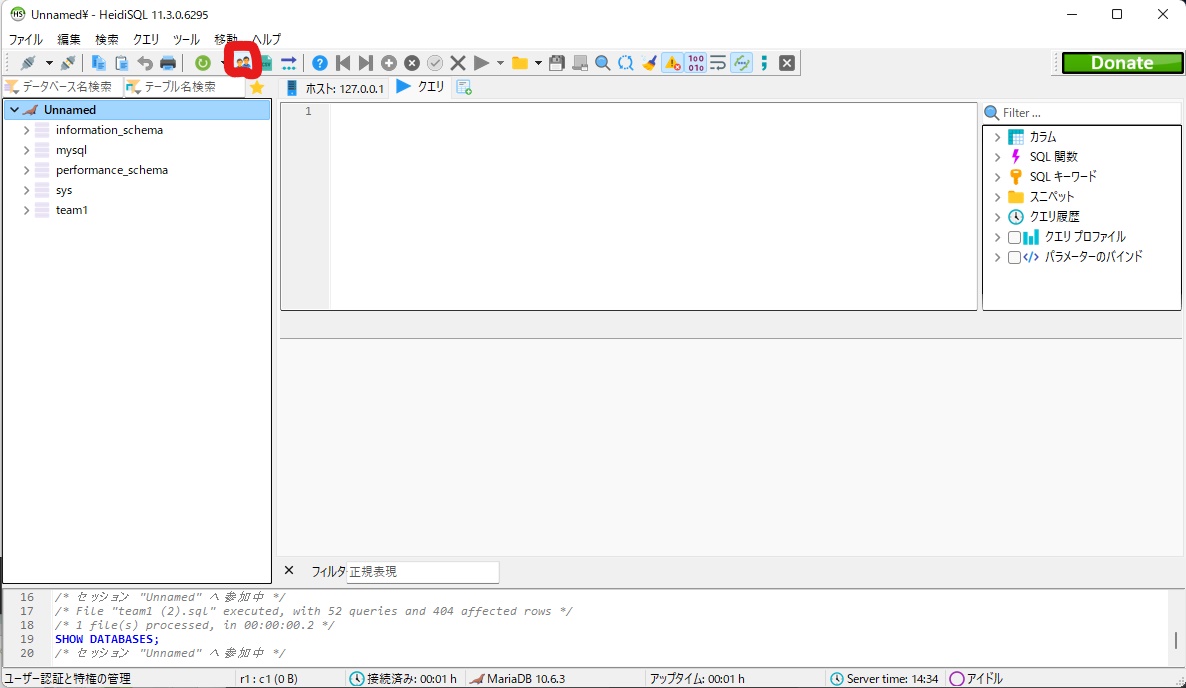 Unnamed¥ - HeidiSQL 11.3.0.6295
ファイル 編集 検索 クエリ ツール 移動 ヘルプ
Donate
データベース名検索 テーブル名検索
ホスト: 127.0.0.1 クエリ
Unnamed
information_schema
mysql
performance_schema
sys
team1
1
Filter ...
カラム
SQL 関数
SQL キーワード
スニペット
クエリ履歴
クエリ プロファイル
パラメーターのバインド
フィルタ 正規表現
16 /* セッション "Unnamed" へ参加中 */
17 /* File "team1 (2).sql" executed, with 52 queries and 404 affected rows */
18 /* 1 file(s) processed, in 00:00:00.2 */
19 SHOW DATABASES;
20 /* セッション "Unnamed" へ参加中 */
ユーザー認証と特権の管理 r1 : c1 (0 B) 接続済み: 00:01 h MariaDB 10.6.3 アップタイム: 00:01 h Server time: 14:34 アイドル